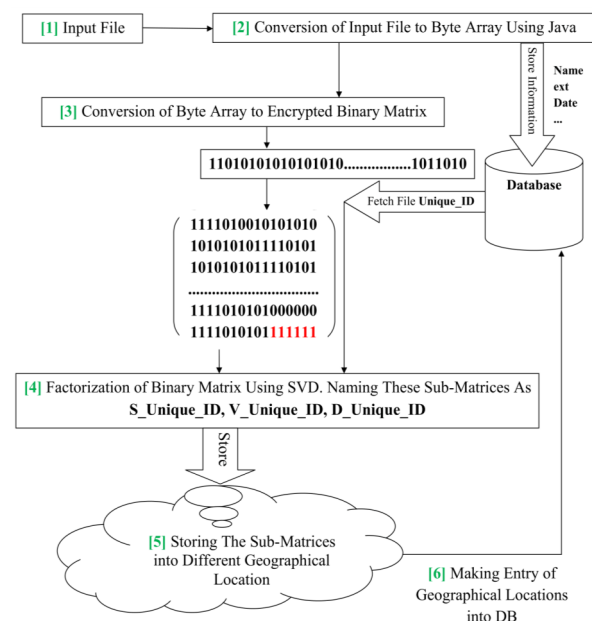 [1] Input File
[2] Conversion of Input File to Byte Array Using Java
Store Information
Name
ext
Date
...
[3] Conversion of Byte Array to Encrypted Binary Matrix
11010101010101010.................1011010
Database
Fetch File Unique_ID
1111010010101010
1010101011110101
1010101011110101
..................................
1111010101000000
1111010101111111
[4] Factorization of Binary Matrix Using SVD. Naming These Sub-Matrices As
S_Unique_ID, V_Unique_ID, D_Unique_ID
Store
[5] Storing The Sub-Matrices
into Different Geographical
Location
[6] Making Entry of
Geographical Locations
into DB